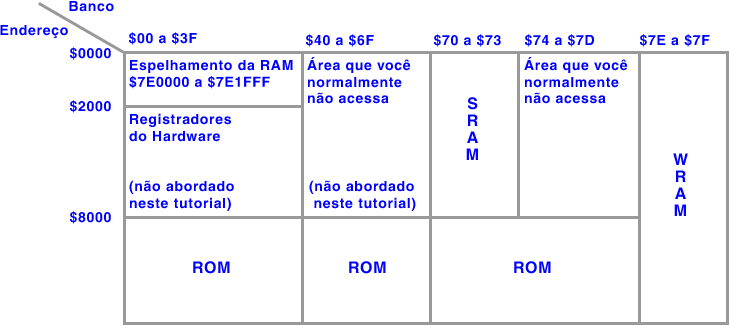 Banco
Endereço
$00 a $3F
$40 a $6F
$70 a $73
$74 a $7D
$7E a $7F
$0000
Espelhamento da RAM
$7E0000 a $7E1FFF
Área que você
normalmente
não acessa
S
R
A
M
Área que você
normalmente
não acessa
W
R
A
M
$2000
Registradores
do Hardware
(não abordado
neste tutorial)
(não abordado
neste tutorial)
$8000
ROM
ROM
ROM